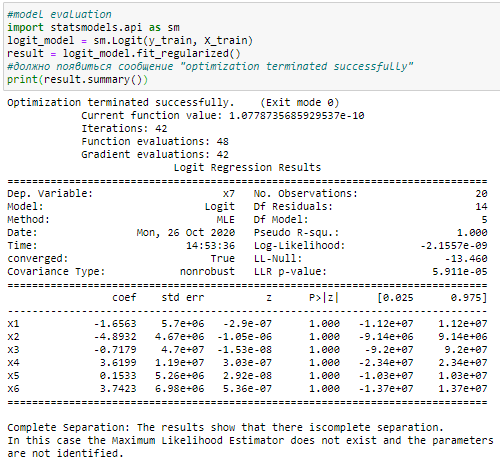 #model evaluation
import statsmodels.api as sm
logit_model = sm.Logit(y_train, X_train)
result = logit_model.fit_regularized()
#должно появиться сообщение "optimization terminated successfully"
print(result.summary())
Optimization terminated successfully.    (Exit mode 0)
            Current function value: 1.0778735685929537e-10
            Iterations: 42
            Function evaluations: 48
            Gradient evaluations: 42
                           Logit Regression Results
==============================================================================
Dep. Variable:                     x7   No. Observations:                   20
Model:                          Logit   Df Residuals:                       14
Method:                           MLE   Df Model:                            5
Date:                Mon, 26 Oct 2020   Pseudo R-squ.:                   1.000
Time:                        14:53:36   Log-Likelihood:            -2.1557e-09
converged:                       True   LL-Null:                       -13.460
Covariance Type:            nonrobust   LLR p-value:                 5.911e-05
==============================================================================
                 coef    std err          z      P>|z|      [0.025      0.975]
------------------------------------------------------------------------------
x1            -1.6563    5.7e+06   -2.9e-07      1.000   -1.12e+07    1.12e+07
x2            -4.8932   4.67e+06  -1.05e-06      1.000   -9.14e+06    9.14e+06
x3            -0.7179    4.7e+07  -1.53e-08      1.000    -9.2e+07     9.2e+07
x4             3.6199   1.19e+07   3.03e-07      1.000   -2.34e+07    2.34e+07
x5             0.1533   5.26e+06   2.92e-08      1.000   -1.03e+07    1.03e+07
x6             3.7423   6.98e+06   5.36e-07      1.000   -1.37e+07    1.37e+07
==============================================================================
Complete Separation: The results show that there iscomplete separation.
In this case the Maximum Likelihood Estimator does not exist and the parameters
are not identified.